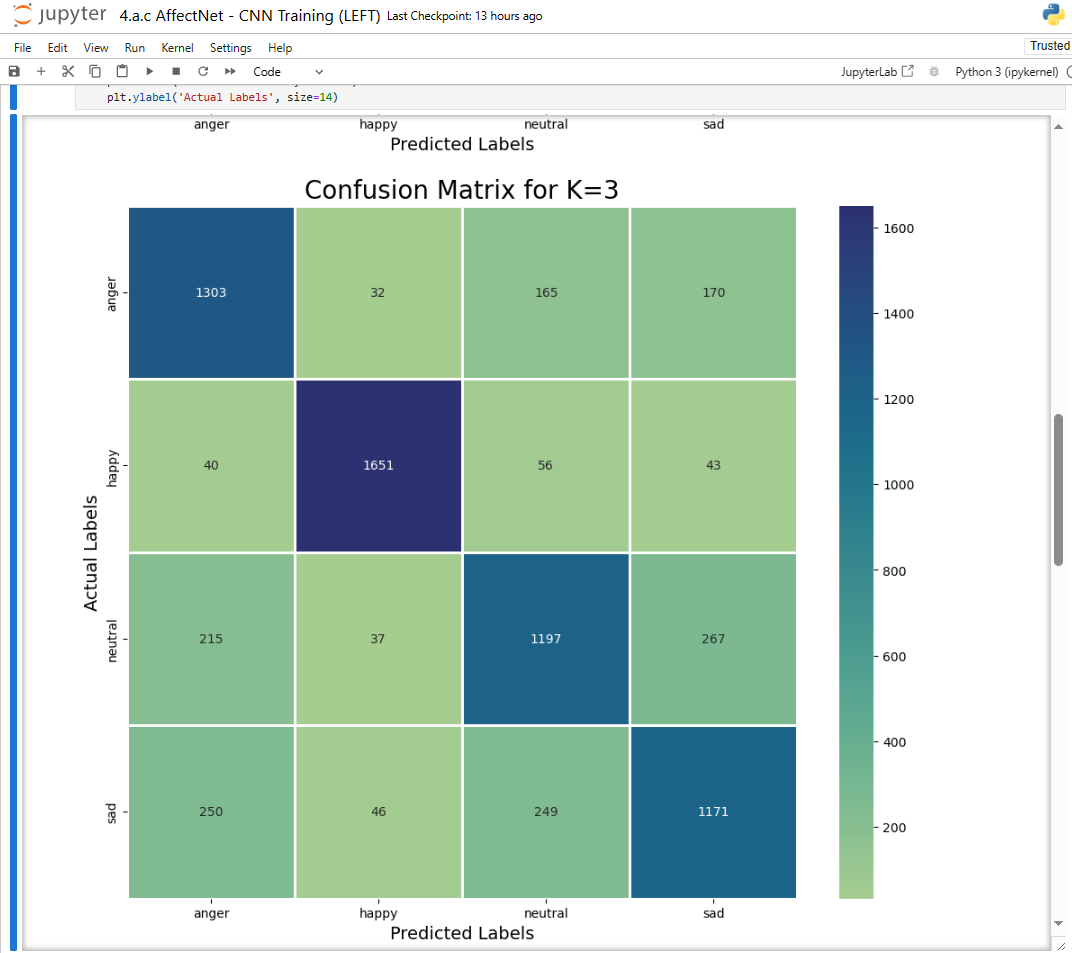 jupyter 4.a.c AffectNet - CNN Training (LEFT) Last Checkpoint: 13 hours ago
File Edit View Run Kernel Settings Help
Trusted
Code
JupyterLab
Python 3 (ipykernel)
plt.ylabel('Actual Labels', size=14)
anger happy neutral sad
Predicted Labels
Confusion Matrix for K=3
Actual Labels
anger 1303 32 165 170
happy 40 1651 56 43
neutral 215 37 1197 267
sad 250 46 249 1171
anger happy neutral sad
Predicted Labels
1600
1400
1200
1000
800
600
400
200